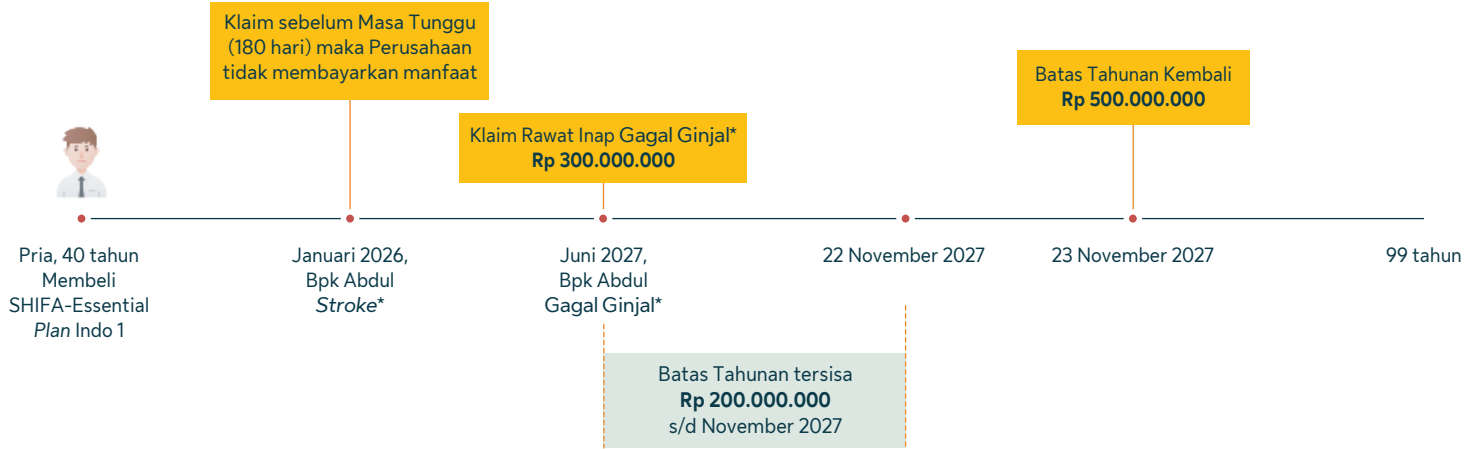 Klaim sebelum Masa Tunggu
(180 hari) maka Perusahaan
tidak membayarkan manfaat
Klaim Rawat Inap Gagal Ginjal*
Rp 300.000.000
Batas Tahunan Kembali
Rp 500.000.000
Pria, 40 tahun
Membeli
SHIFA-Essential
Plan Indo 1
Januari 2026,
Bpk Abdul
Stroke*
Juni 2027,
Bpk Abdul
Gagal Ginjal*
22 November 2027
23 November 2027
99 tahun
Batas Tahunan tersisa
Rp 200.000.000
s/d November 2027